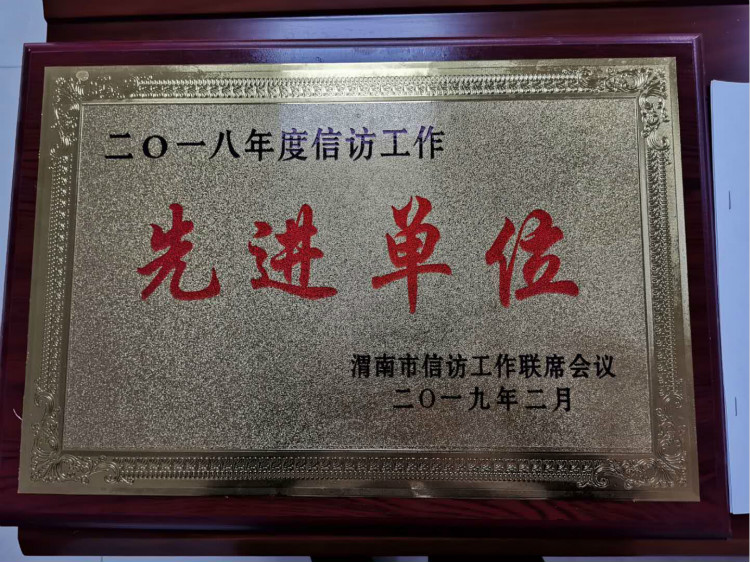 二〇一八年度信访工作
先进单位
渭南市信访工作联席会议
二〇一九年二月